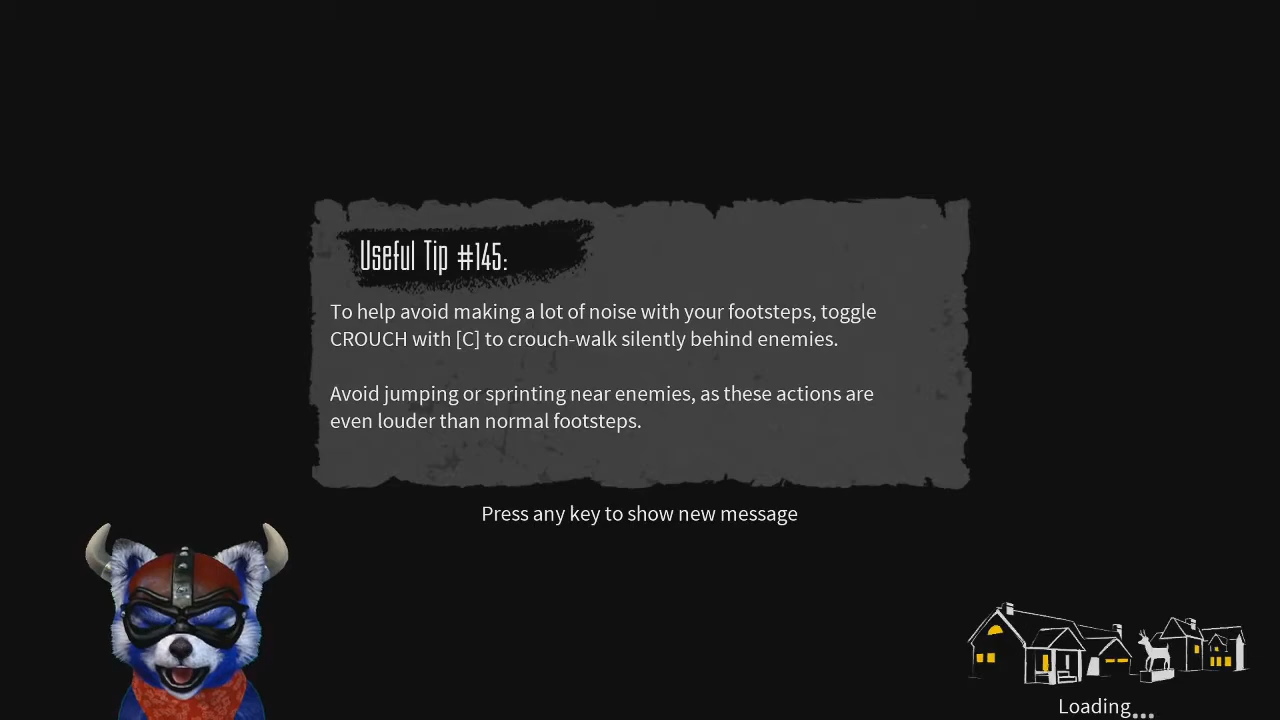 Useful Tip #145:
To help avoid making a lot of noise with your footsteps, toggle
CROUCH with [C] to crouch-walk silently behind enemies.
Avoid jumping or sprinting near enemies, as these actions are
even louder than normal footsteps.
Press any key to show new message
Loading...